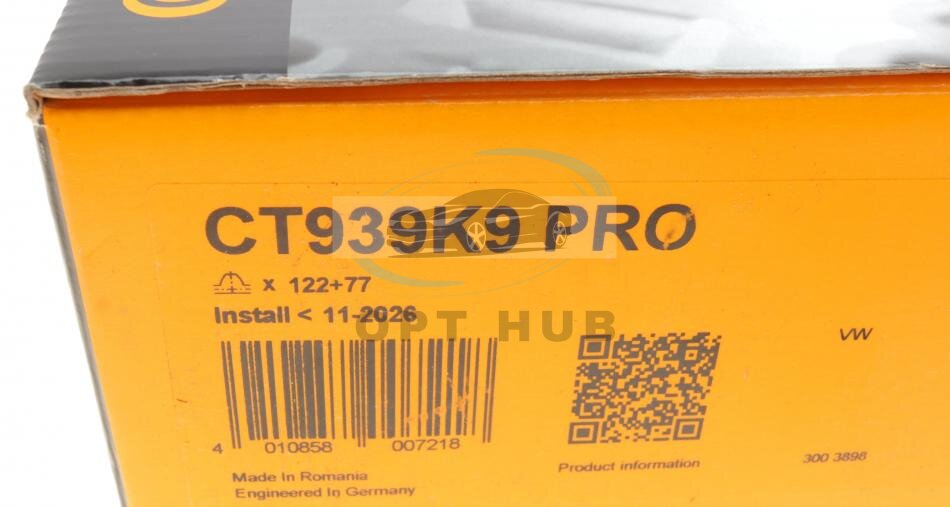 CT939K9 PRO
x 122+77
Install < 11-2026
OPT HUB
VW
4 010858 007218
Product information
300 3898
Made In Romania
Engineered In Germany